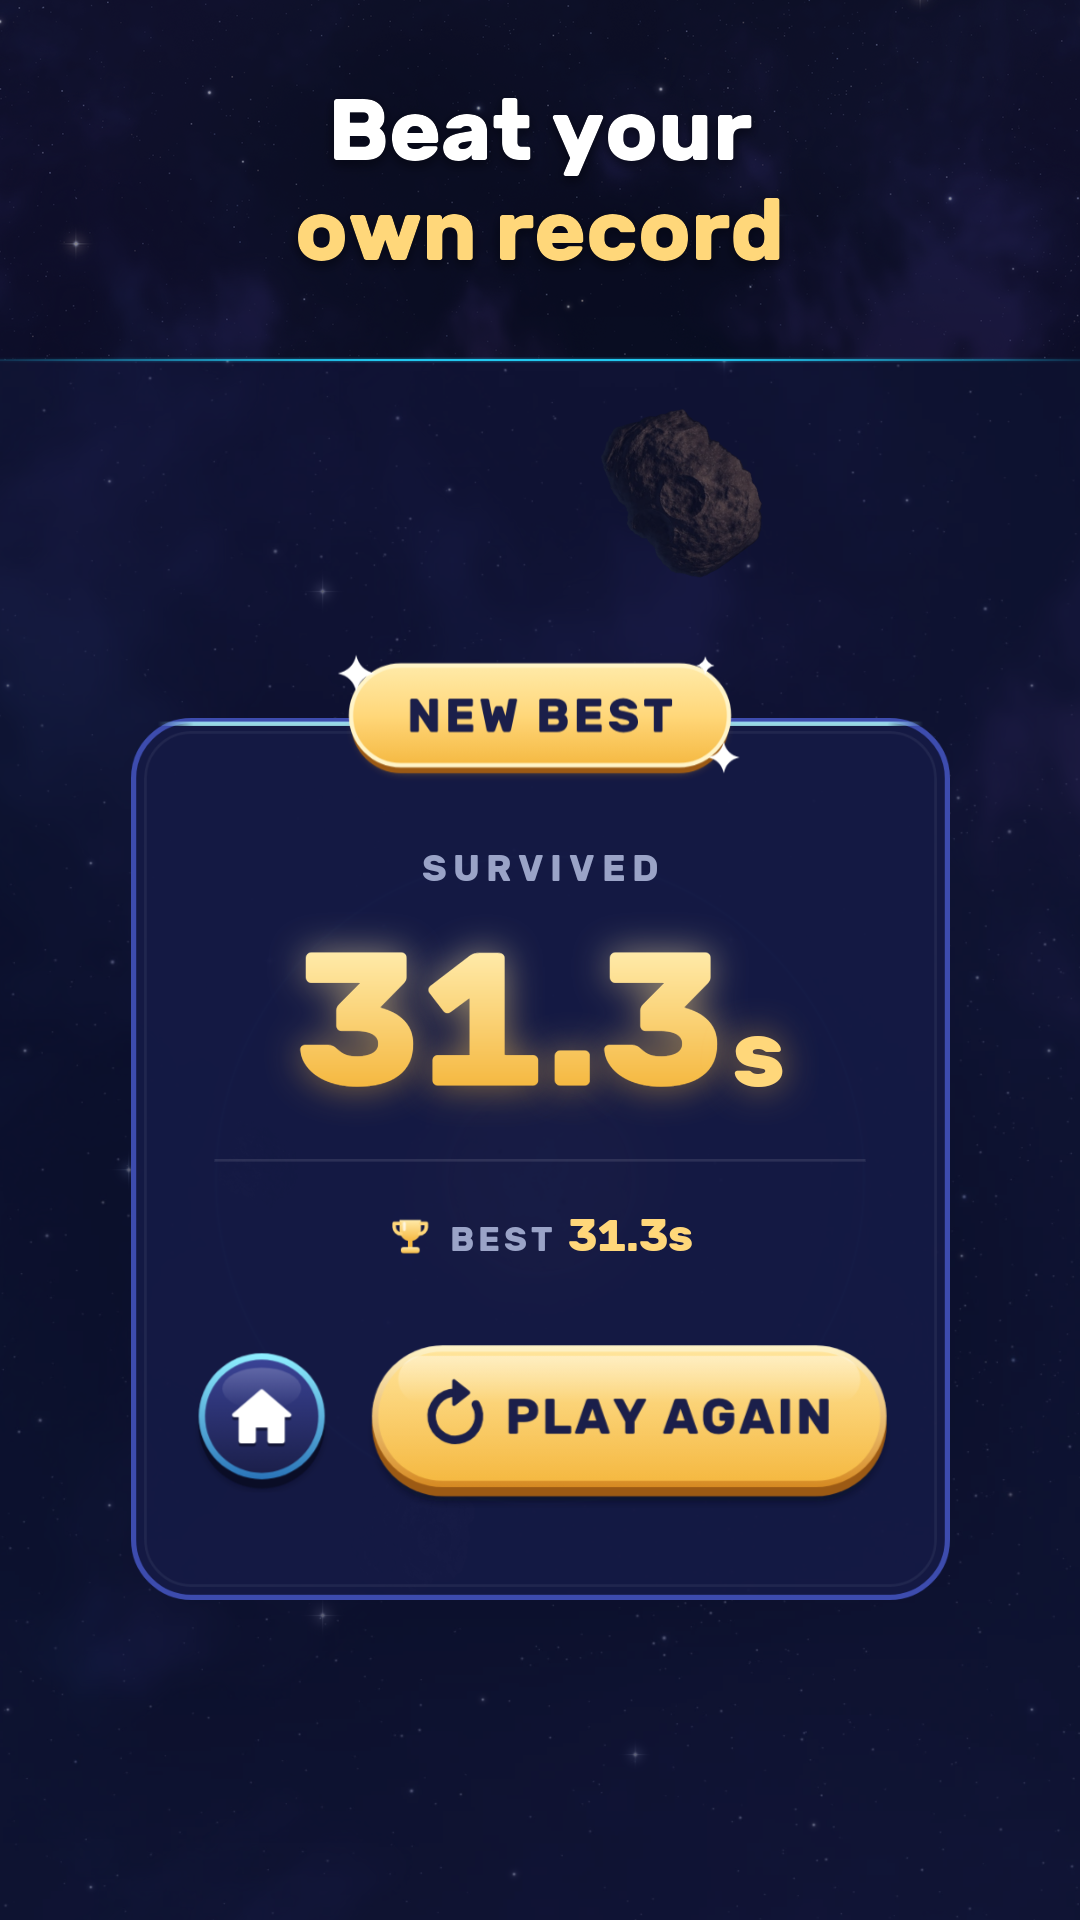 Beat your
own record
NEW BEST
SURVIVED
31.3s
BEST 31.3s
PLAY AGAIN